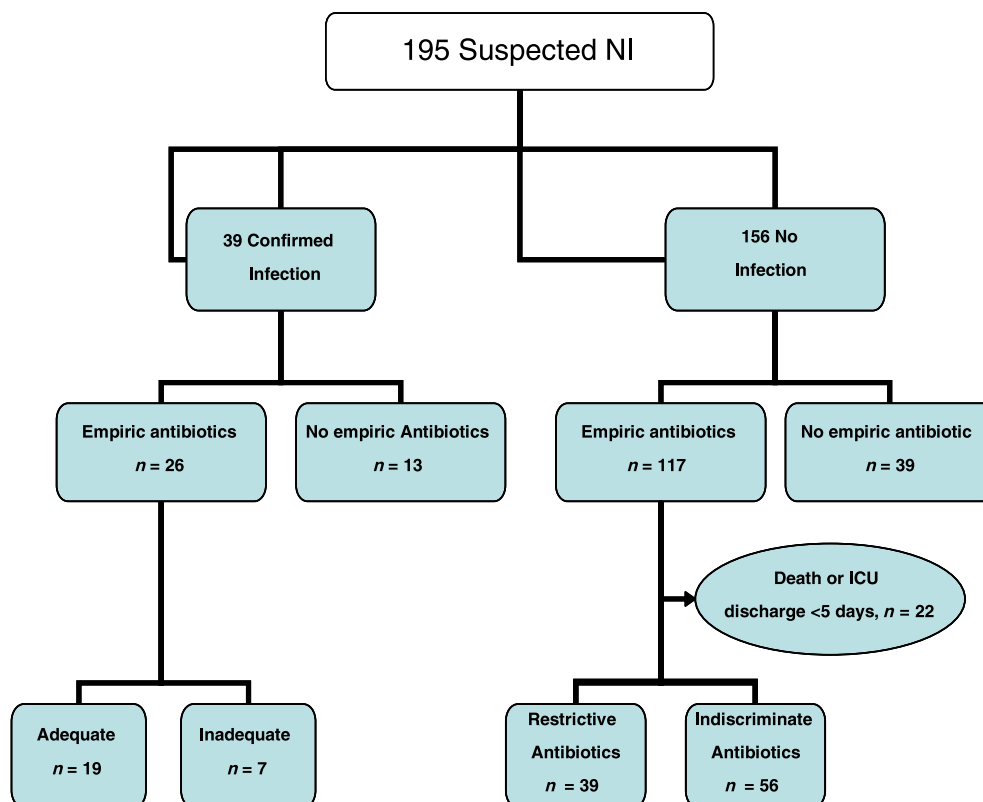 195 Suspected NI
39 Confirmed
Infection
156 No
Infection
Empiric antibiotics
n = 26
No empiric Antibiotics
n = 13
Empiric antibiotics
n = 117
No empiric antibiotic
n = 39
Death or ICU
discharge <5 days, n = 22
Adequate
n = 19
Inadequate
n = 7
Restrictive
Antibiotics
n = 39
Indiscriminate
Antibiotics
n = 56